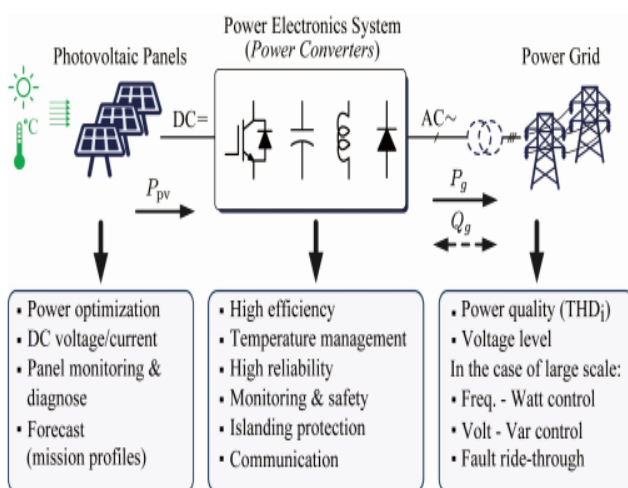 Power Electronics System
(Power Converters)
Photovoltaic Panels
Power Grid
°C
DC=
AC~
Ppv
Pg
Qg
▪ Power optimization
▪ DC voltage/current
▪ Panel monitoring &
diagnose
▪ Forecast
(mission profiles)
▪ High efficiency
▪ Temperature management
▪ High reliability
▪ Monitoring & safety
▪ Islanding protection
▪ Communication
▪ Power quality (THDi)
▪ Voltage level
In the case of large scale:
▪ Freq. - Watt control
▪ Volt - Var control
▪ Fault ride-through